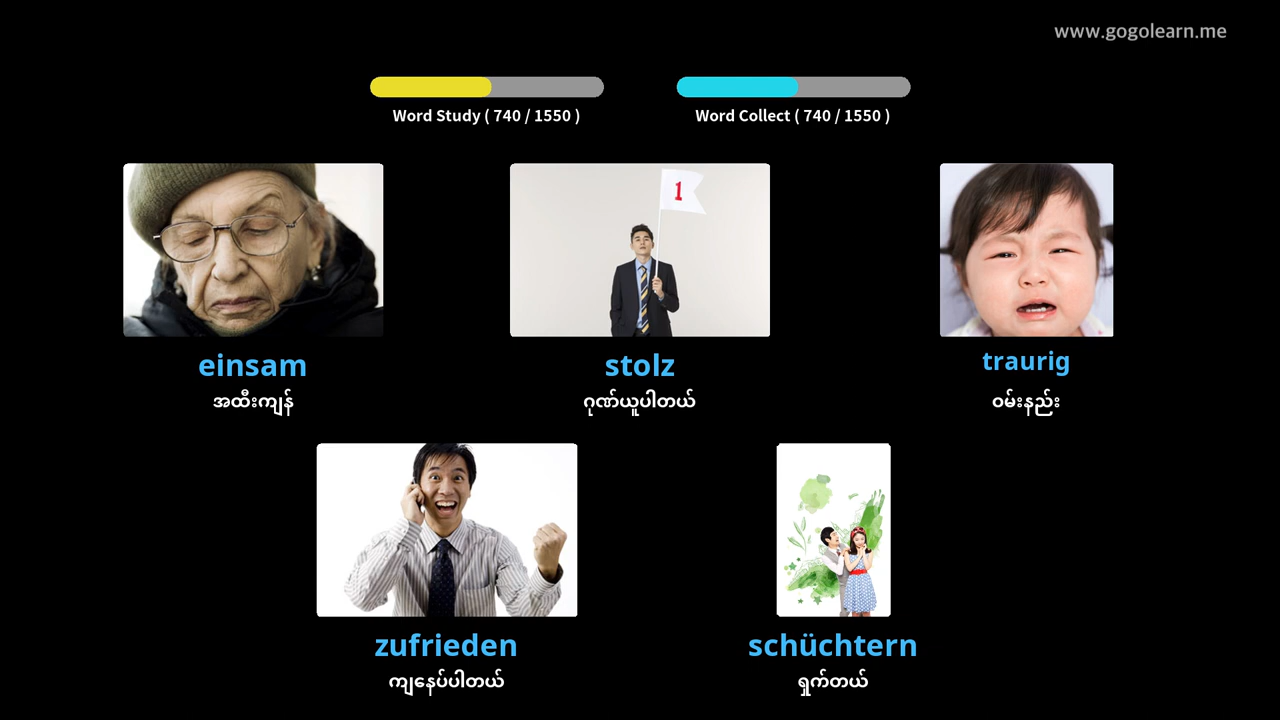 www.gogolearn.me
Word Study ( 740 / 1550 )
Word Collect ( 740 / 1550 )
1
einsam
အထီးကျန်
stolz
ဂုဏ်ယူပါတယ်
traurig
ဝမ်းနည်း
zufrieden
ကျေနပ်ပါတယ်
schüchtern
ရှက်တယ်